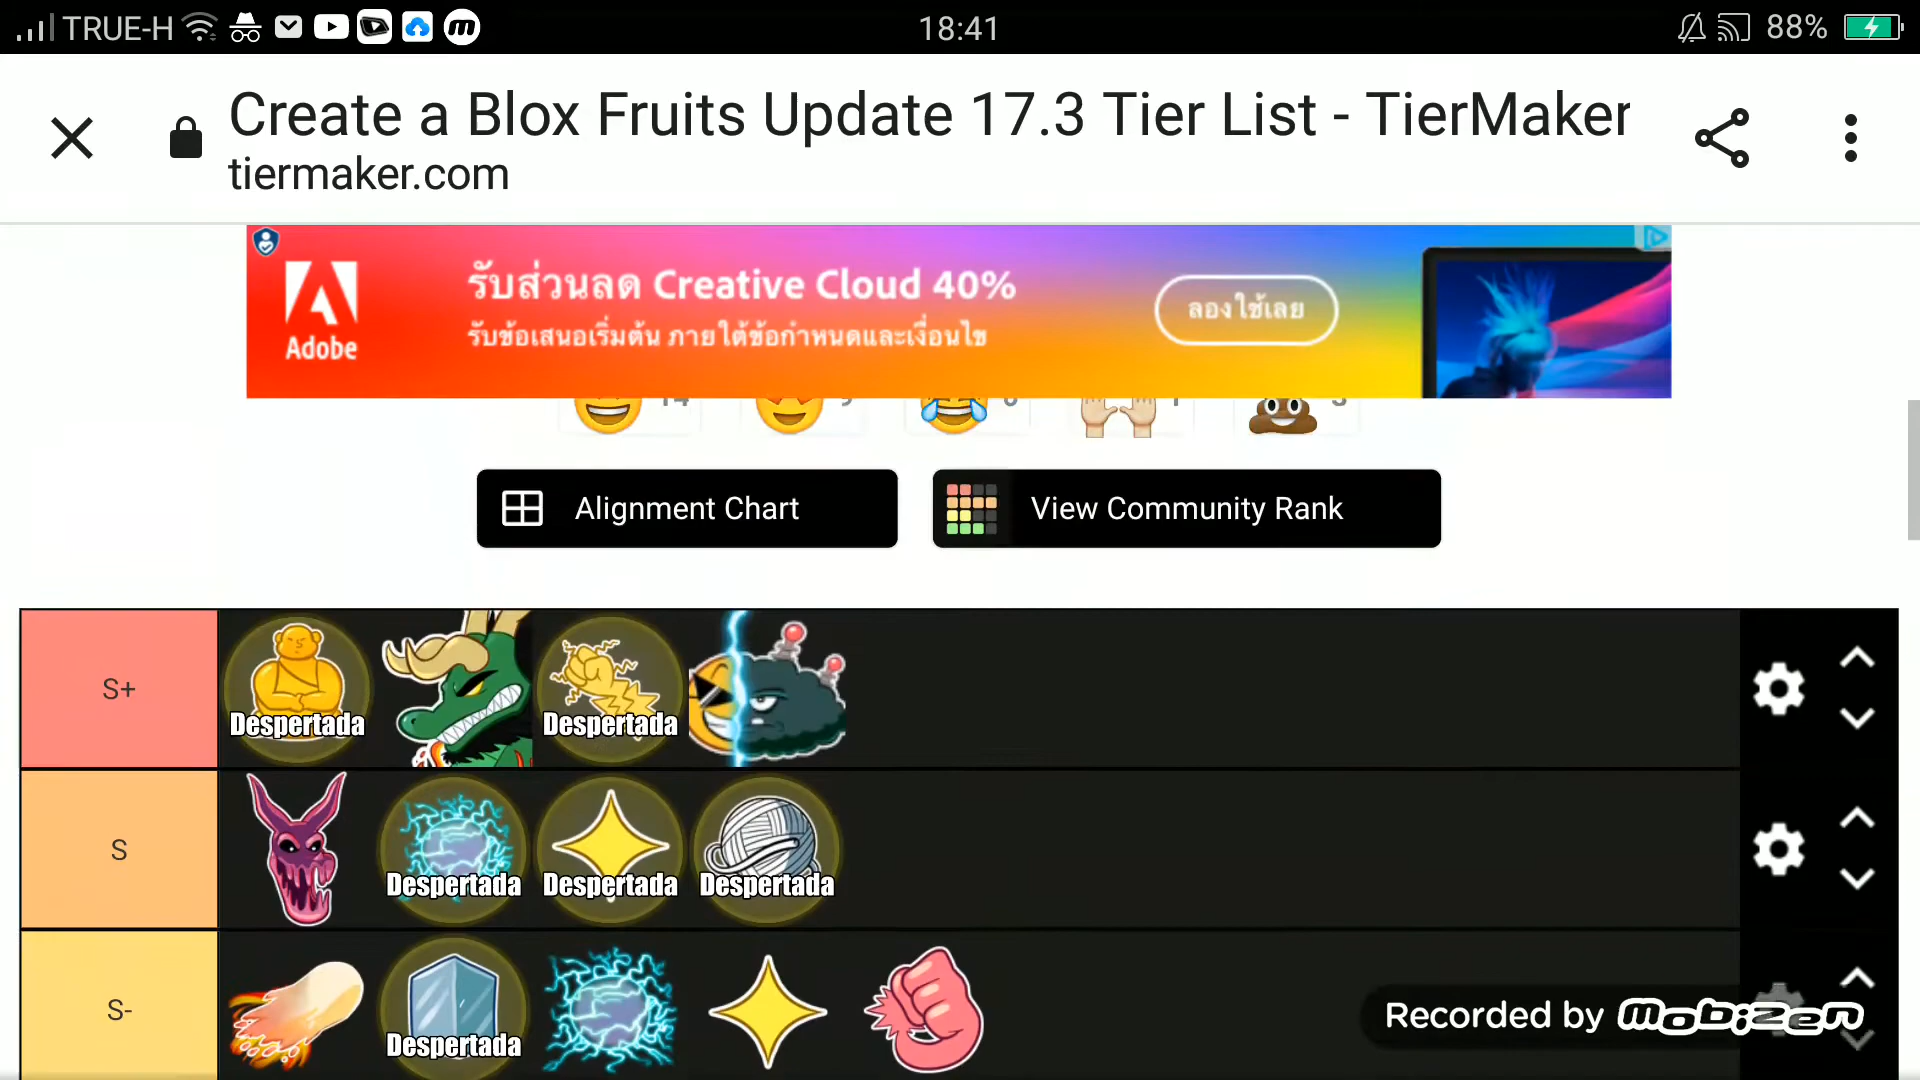 TRUE-H
18:41
88%
Create a Blox Fruits Update 17.3 Tier List - TierMaker
tiermaker.com
Adobe
รับส่วนลด Creative Cloud 40%
รับข้อเสนอเริ่มต้น ภายใต้ข้อกำหนดและเงื่อนไข
ลองใช้เลย
Alignment Chart
View Community Rank
S+
Despertada
Despertada
S
Despertada
Despertada
Despertada
S-
Despertada
Recorded by mobizen